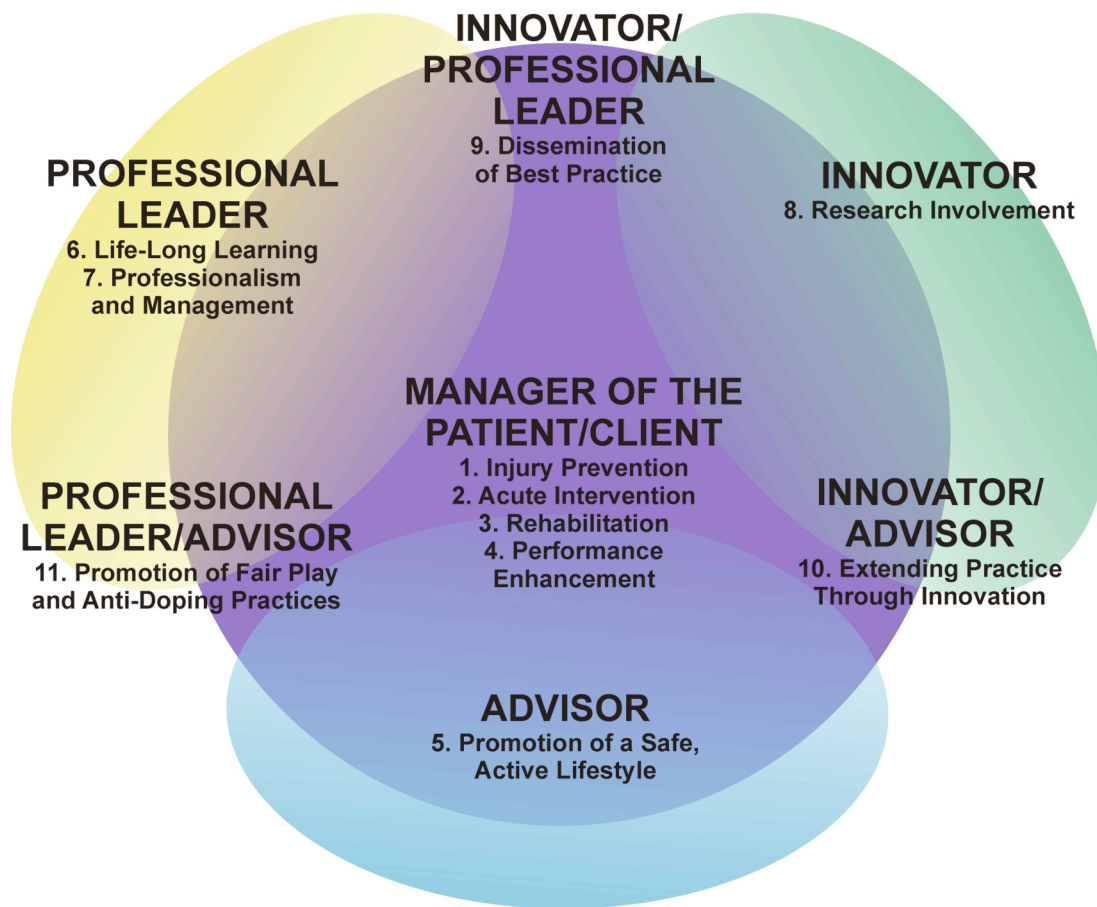 INNOVATOR/
PROFESSIONAL
LEADER
9. Dissemination
of Best Practice
PROFESSIONAL
LEADER
6. Life-Long Learning
7. Professionalism
and Management
INNOVATOR
8. Research Involvement
MANAGER OF THE
PATIENT/CLIENT
1. Injury Prevention
2. Acute Intervention
3. Rehabilitation
4. Performance
Enhancement
PROFESSIONAL
LEADER/ADVISOR
11. Promotion of Fair Play
and Anti-Doping Practices
INNOVATOR/
ADVISOR
10. Extending Practice
Through Innovation
ADVISOR
5. Promotion of a Safe,
Active Lifestyle